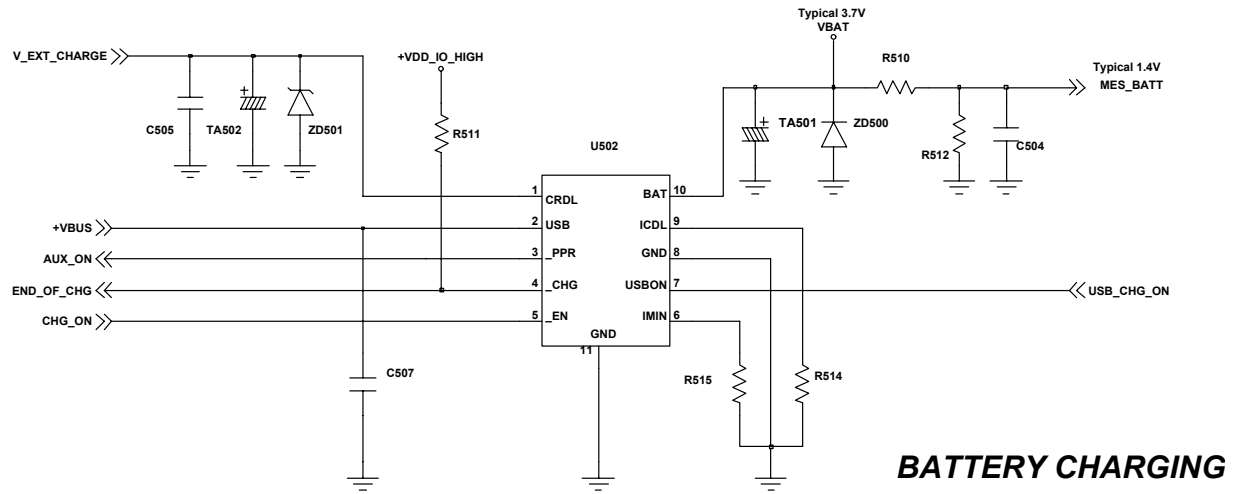 Typical 3.7V
VBAT
V_EXT_CHARGE
+VDD_IO_HIGH
R510
Typical 1.4V
MES_BATT
C505
TA502
ZD501
R511
TA501
ZD500
R512
C504
U502
1
CRDL
BAT
10
+VBUS
2
USB
ICDL
9
AUX_ON
3
_PPR
GND
8
END_OF_CHG
4
_CHG
USBON
7
USB_CHG_ON
CHG_ON
5
_EN
IMIN
6
GND
11
C507
R515
R514
BATTERY CHARGING